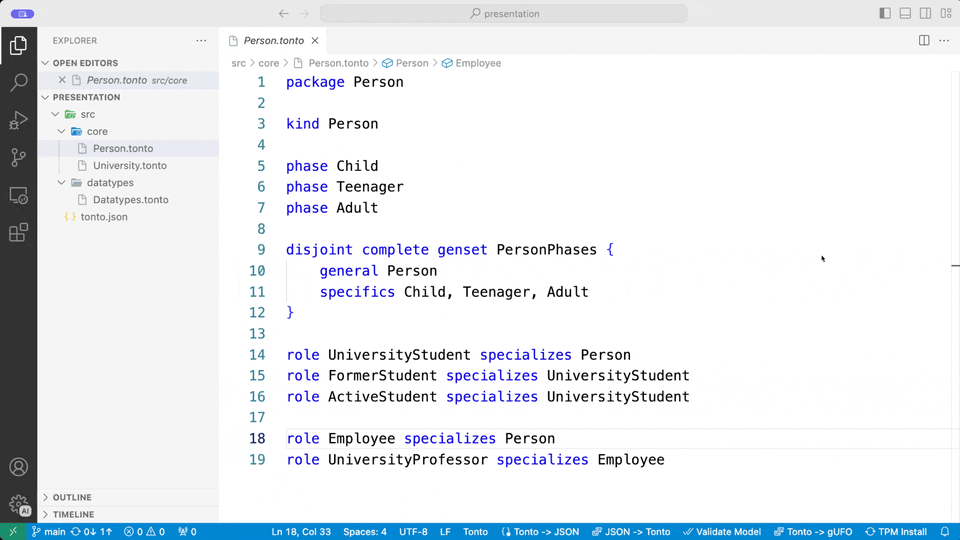 presentation
EXPLORER
OPEN EDITORS
Person.tonto src/core
PRESENTATION
src
core
Person.tonto
University.tonto
datatypes
Datatypes.tonto
{} tonto.json
OUTLINE
TIMELINE
AI
Person.tonto
src > core > Person.tonto > Person > Employee
1 package Person
2
3 kind Person
4
5 phase Child
6 phase Teenager
7 phase Adult
8
9 disjoint complete genset PersonPhases {
10 general Person
11 specifics Child, Teenager, Adult
12 }
13
14 role UniversityStudent specializes Person
15 role FormerStudent specializes UniversityStudent
16 role ActiveStudent specializes UniversityStudent
17
18 role Employee specializes Person
19 role UniversityProfessor specializes Employee
main 0↓ 1↑ 0 0 0 Ln 18, Col 33 Spaces: 4 UTF-8 LF Tonto Tonto -> JSON JSON -> Tonto Validate Model Tonto -> gUFO TPM Install